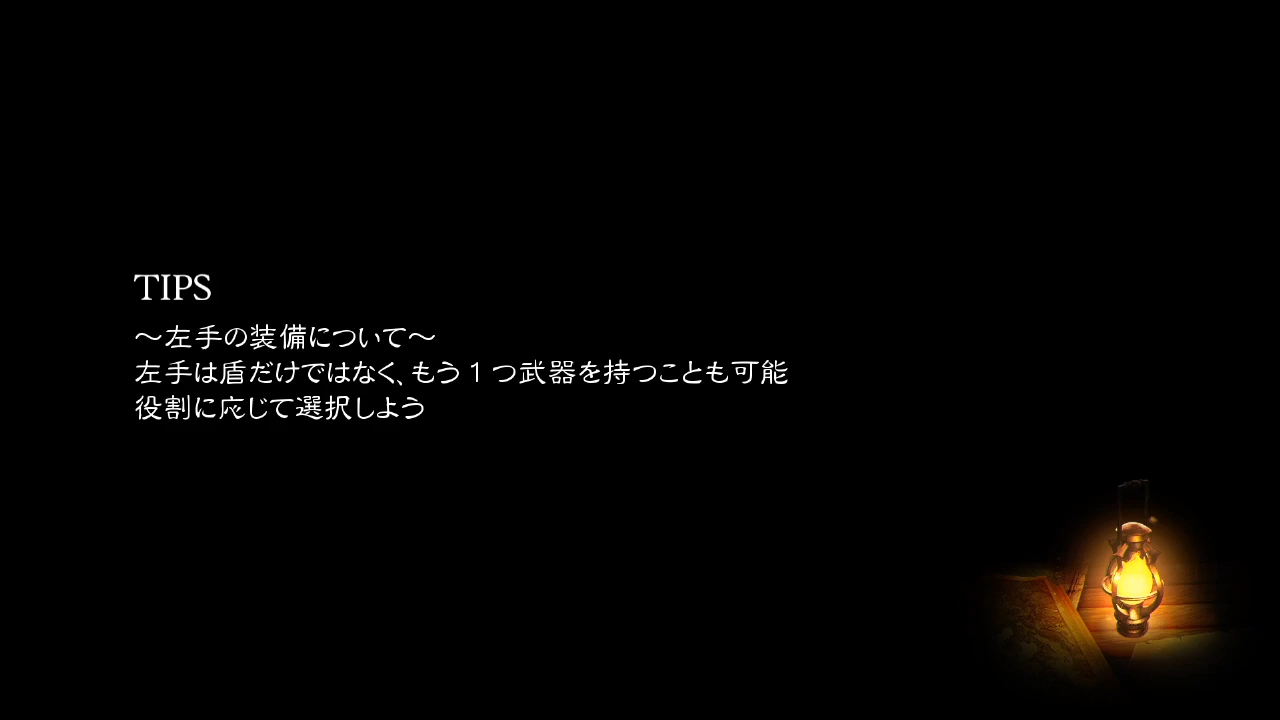 TIPS
～左手の装備について～
左手は盾だけではなく、もう１つ武器を持つことも可能
役割に応じて選択しよう